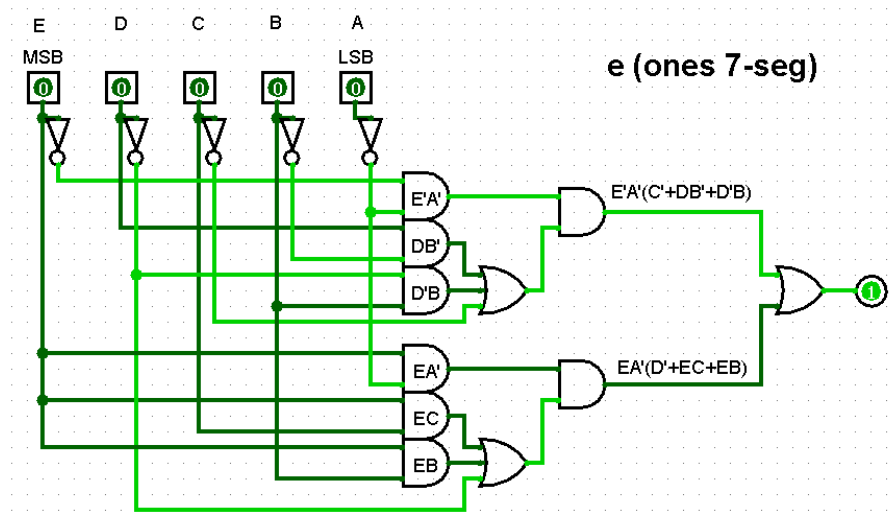 E D C B A
MSB LSB
e (ones 7-seg)
0 0 0 0 0
E'A'
E'A'(C'+DB'+D'B)
DB'
D'B
1
EA'
EA'(D'+EC+EB)
EC
EB